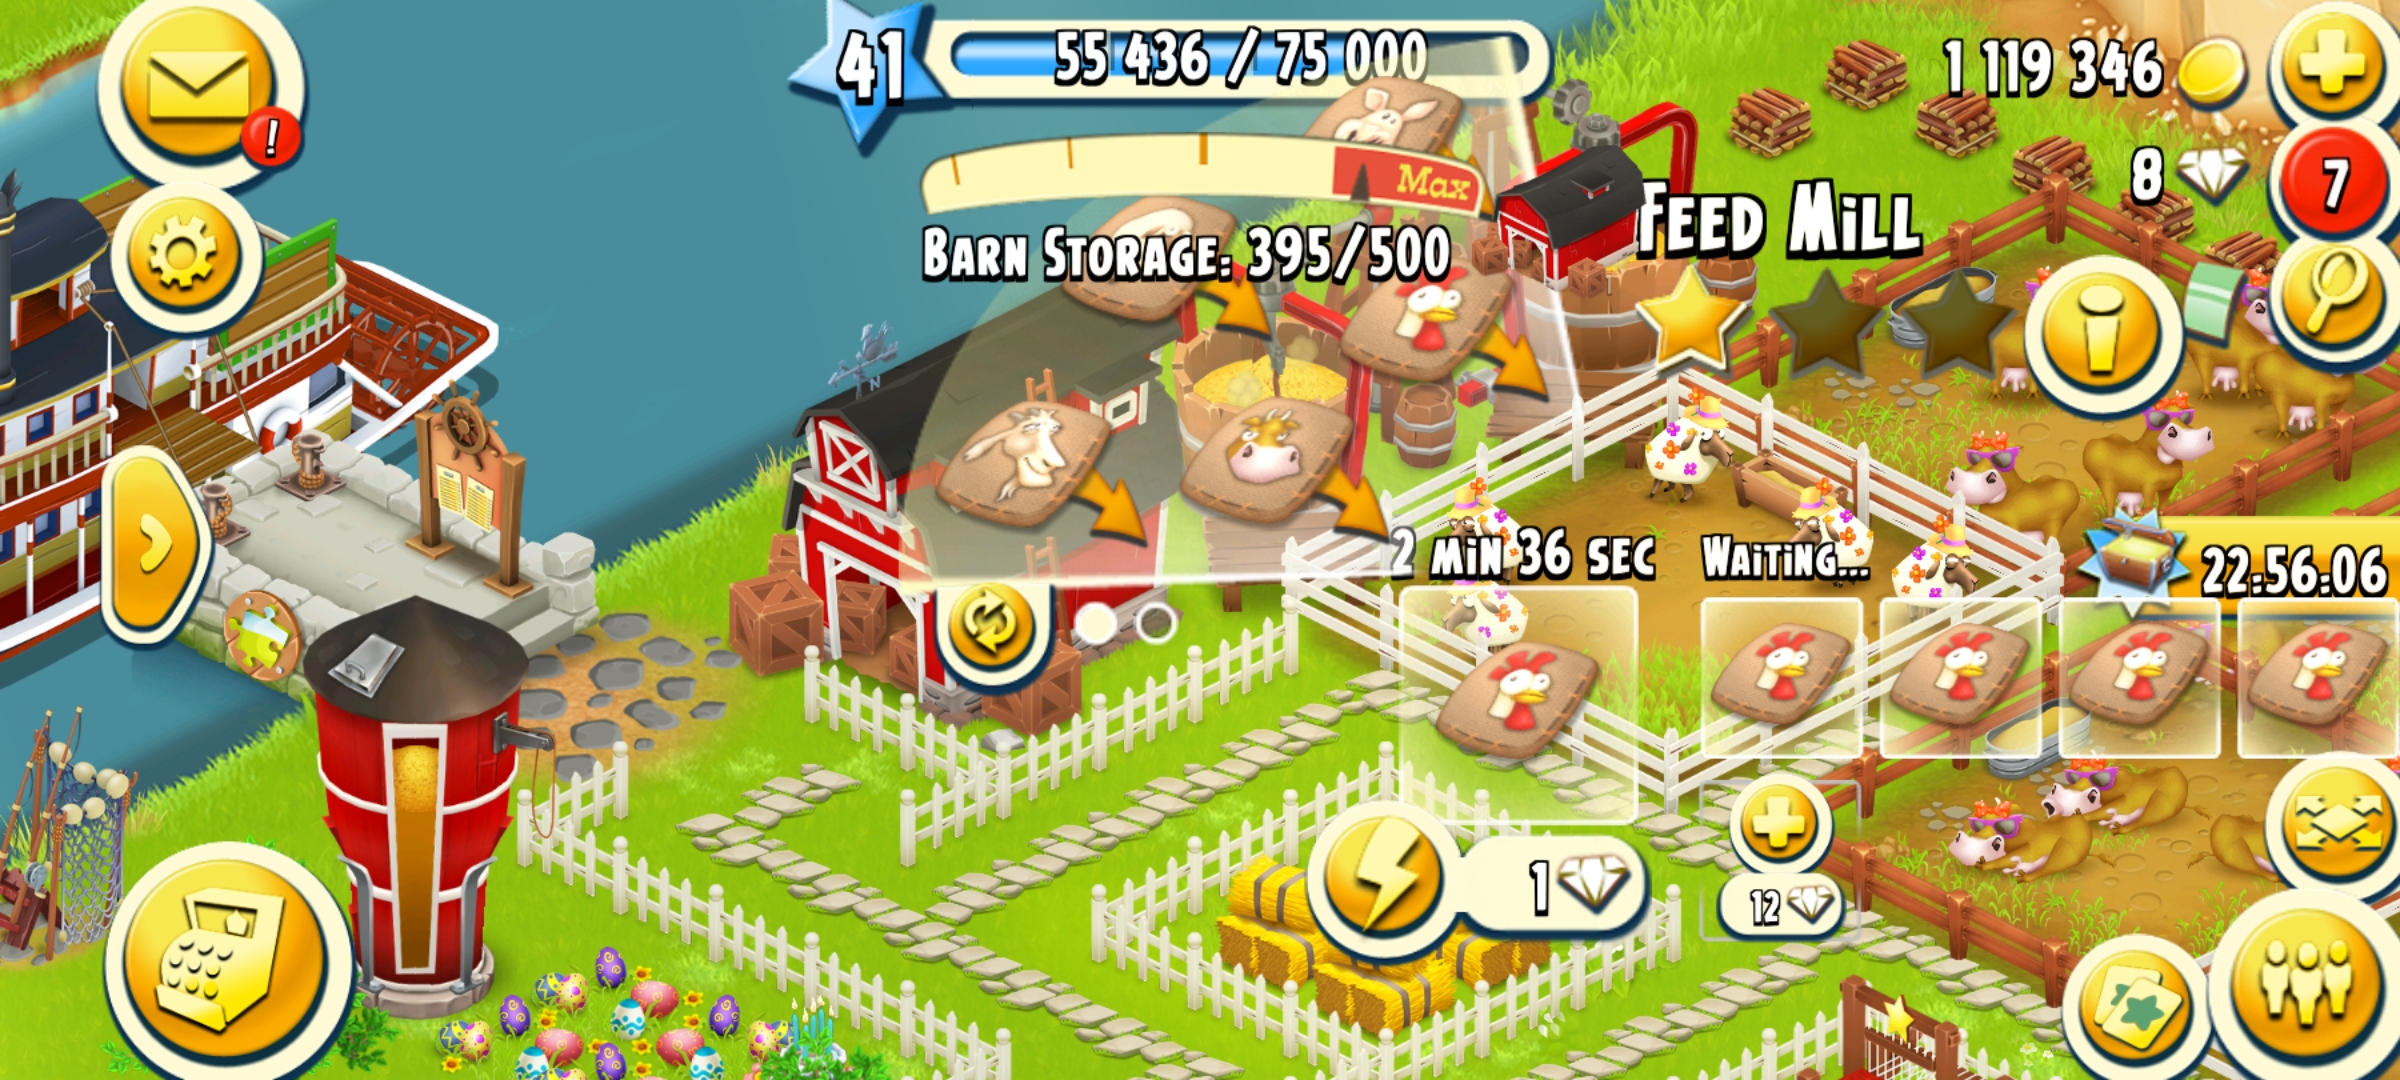 41
55 436 / 75 000
1 119 346
!
Max
8
7
FEED MILL
BARN STORAGE: 395/500
N
2 MIN 36 SEC
WAITING...
22:56:06
1
12